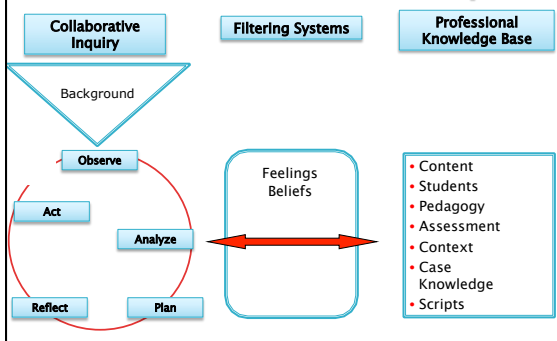 Collaborative
Inquiry
Filtering Systems
Professional
Knowledge Base
Background
Observe
Act
Analyze
Reflect
Plan
Feelings
Beliefs
• Content
• Students
• Pedagogy
• Assessment
• Context
• Case
Knowledge
• Scripts